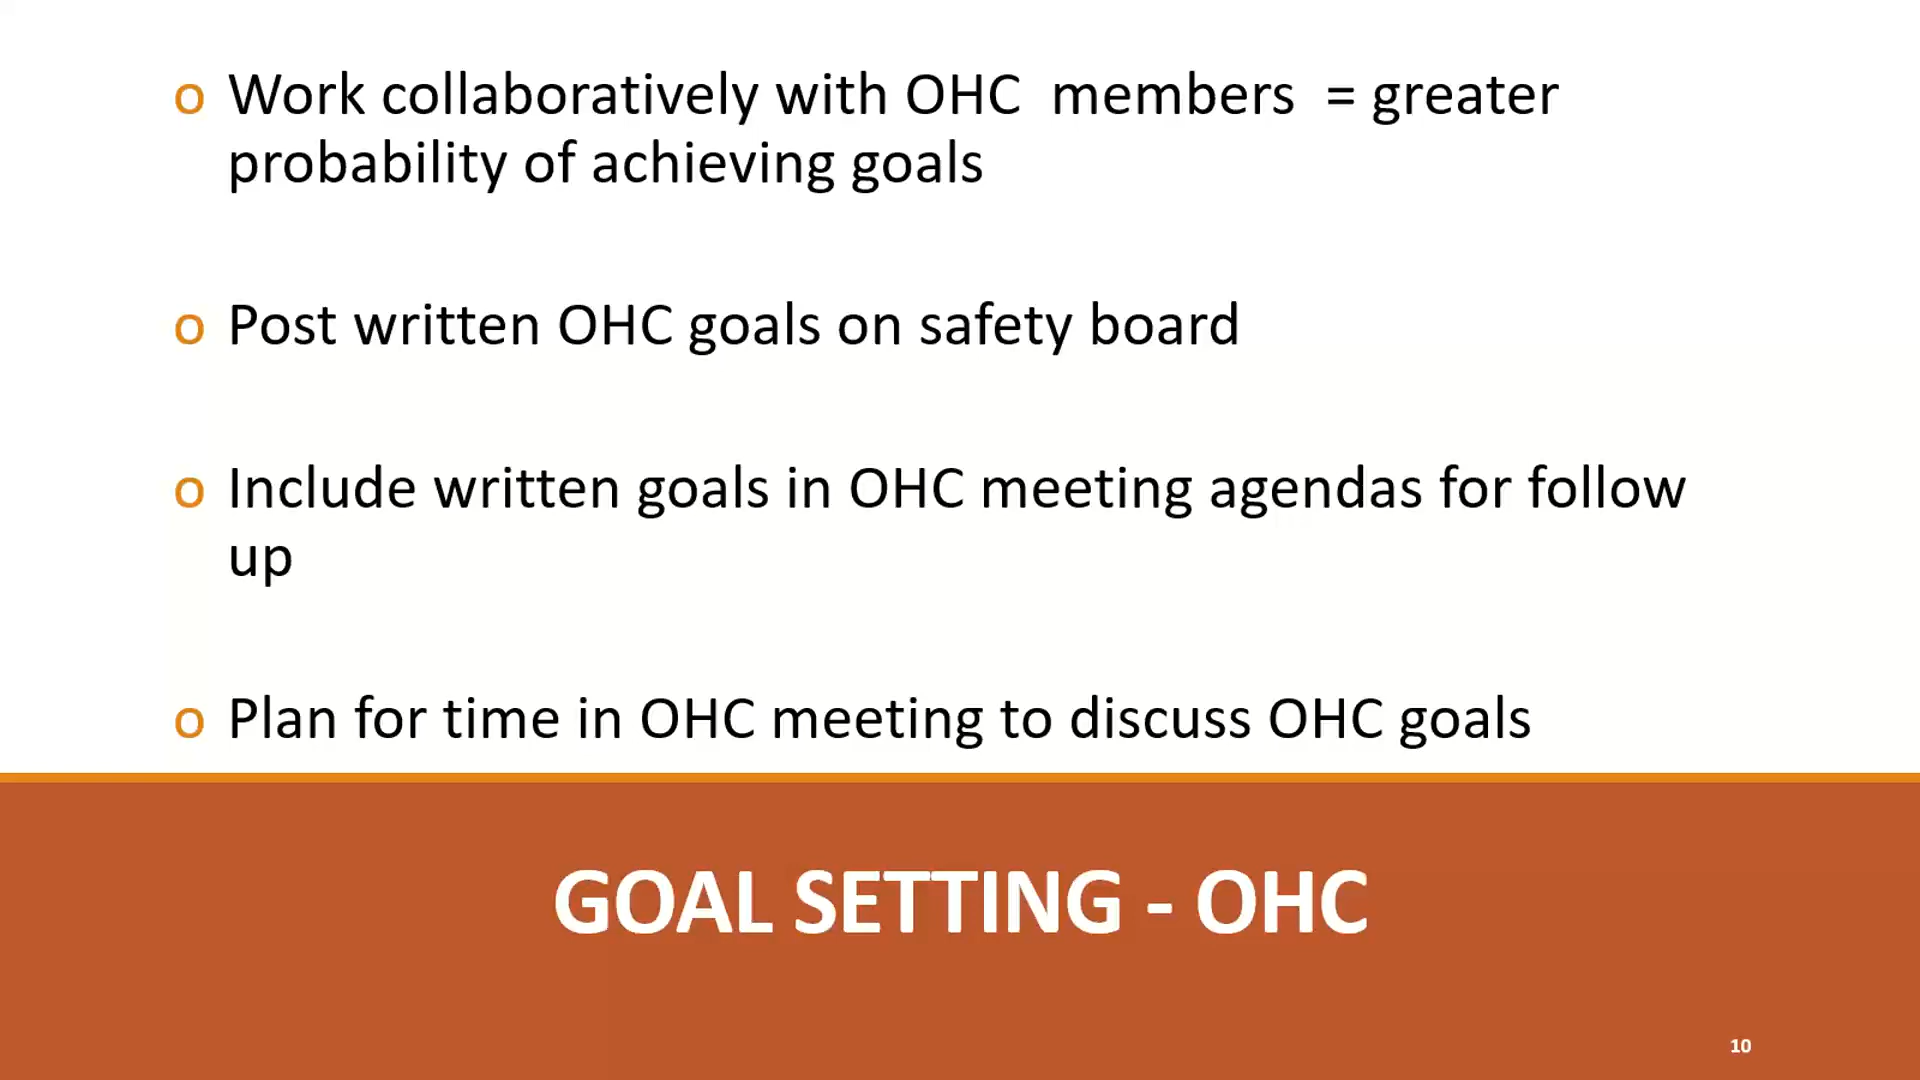 o Work collaboratively with OHC  members  = greater
probability of achieving goals
o Post written OHC goals on safety board
o Include written goals in OHC meeting agendas for follow
up
o Plan for time in OHC meeting to discuss OHC goals
GOAL SETTING - OHC
10